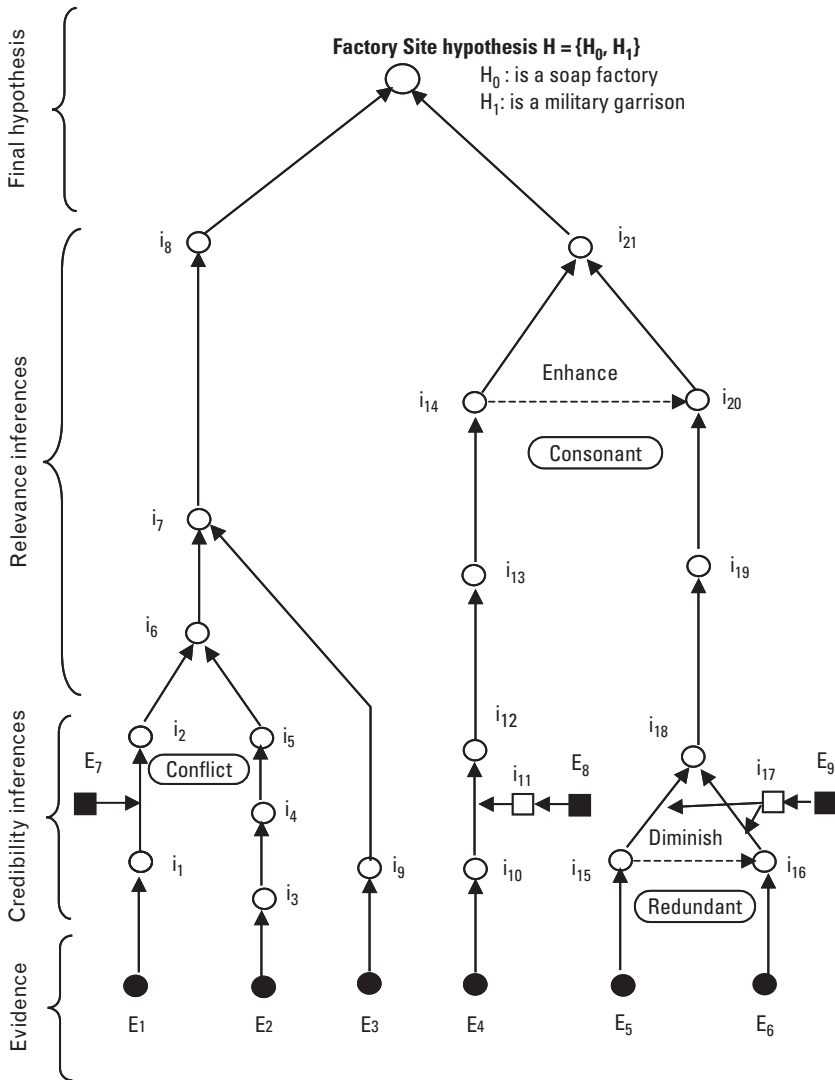 Factory Site hypothesis H = {H₀, H₁}
H₀ : is a soap factory
H₁: is a military garrison
Final hypothesis
i₈
i₂₁
Enhance
i₁₄
i₂₀
Consonant
Relevance inferences
i₇
i₁₃
i₁₉
i₆
i₁₂
i₁₈
i₂
i₅
Conflict
E₇
i₁₁
E₈
i₁₇
E₉
Credibility inferences
i₄
Diminish
i₁
i₉
i₁₀
i₁₅
i₁₆
i₃
Redundant
Evidence
E1
E2
E3
E4
E₅
E₆